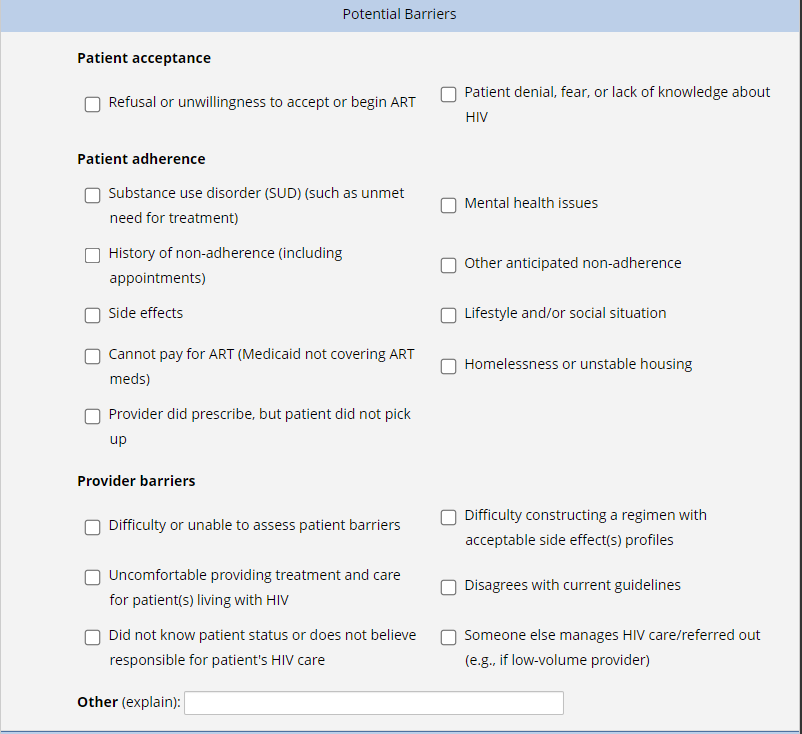 Potential Barriers
Patient acceptance
Refusal or unwillingness to accept or begin ART
Patient denial, fear, or lack of knowledge about
HIV
Patient adherence
Substance use disorder (SUD) (such as unmet
need for treatment)
Mental health issues
History of non-adherence (including
appointments)
Other anticipated non-adherence
Side effects
Lifestyle and/or social situation
Cannot pay for ART (Medicaid not covering ART
meds)
Homelessness or unstable housing
Provider did prescribe, but patient did not pick
up
Provider barriers
Difficulty or unable to assess patient barriers
Difficulty constructing a regimen with
acceptable side effect(s) profiles
Uncomfortable providing treatment and care
for patient(s) living with HIV
Disagrees with current guidelines
Did not know patient status or does not believe
responsible for patient's HIV care
Someone else manages HIV care/referred out
(e.g., if low-volume provider)
Other (explain):